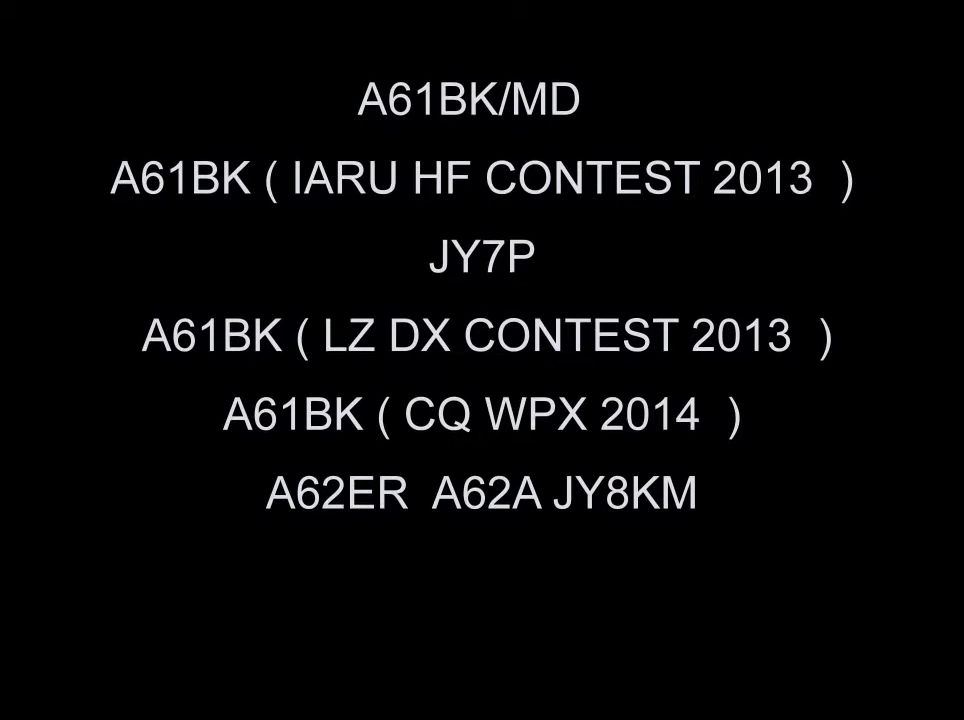 A61BK/MD
A61BK ( IARU HF CONTEST 2013  )
JY7P
A61BK ( LZ DX CONTEST 2013  )
A61BK ( CQ WPX 2014  )
A62ER  A62A JY8KM